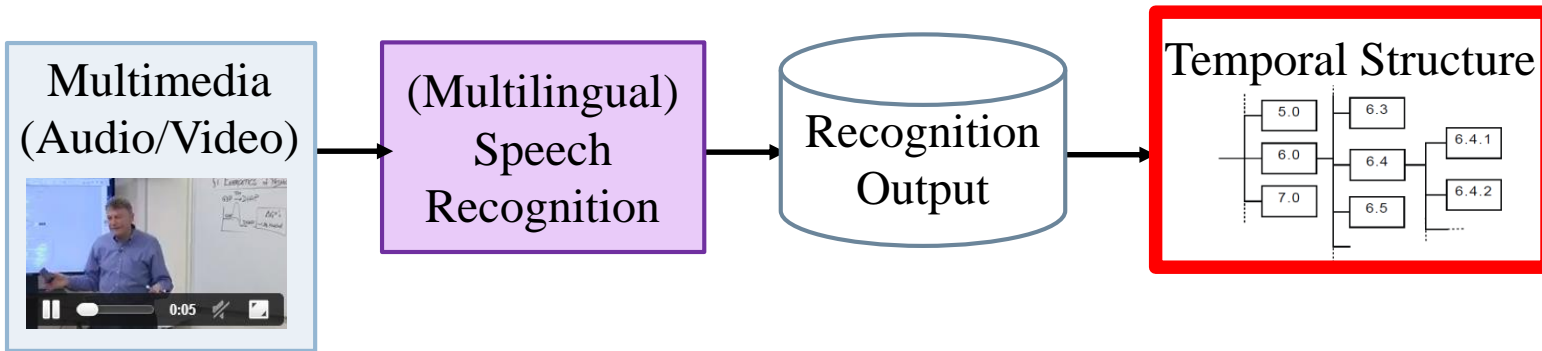 Multimedia
(Audio/Video)
0:05
(Multilingual)
Speech
Recognition
Recognition
Output
Temporal Structure
5.0
6.0
7.0
6.3
6.4
6.5
6.4.1
6.4.2